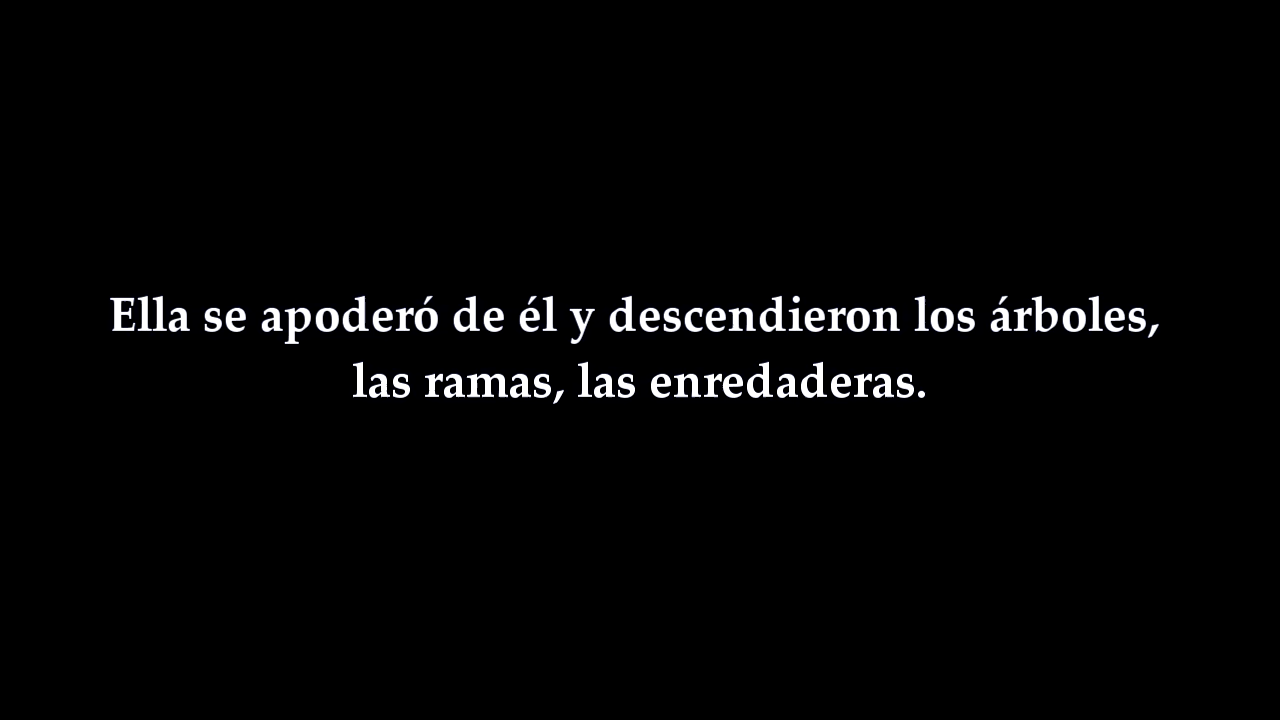 Ella se apoderó de él y descendieron los árboles,
las ramas, las enredaderas.